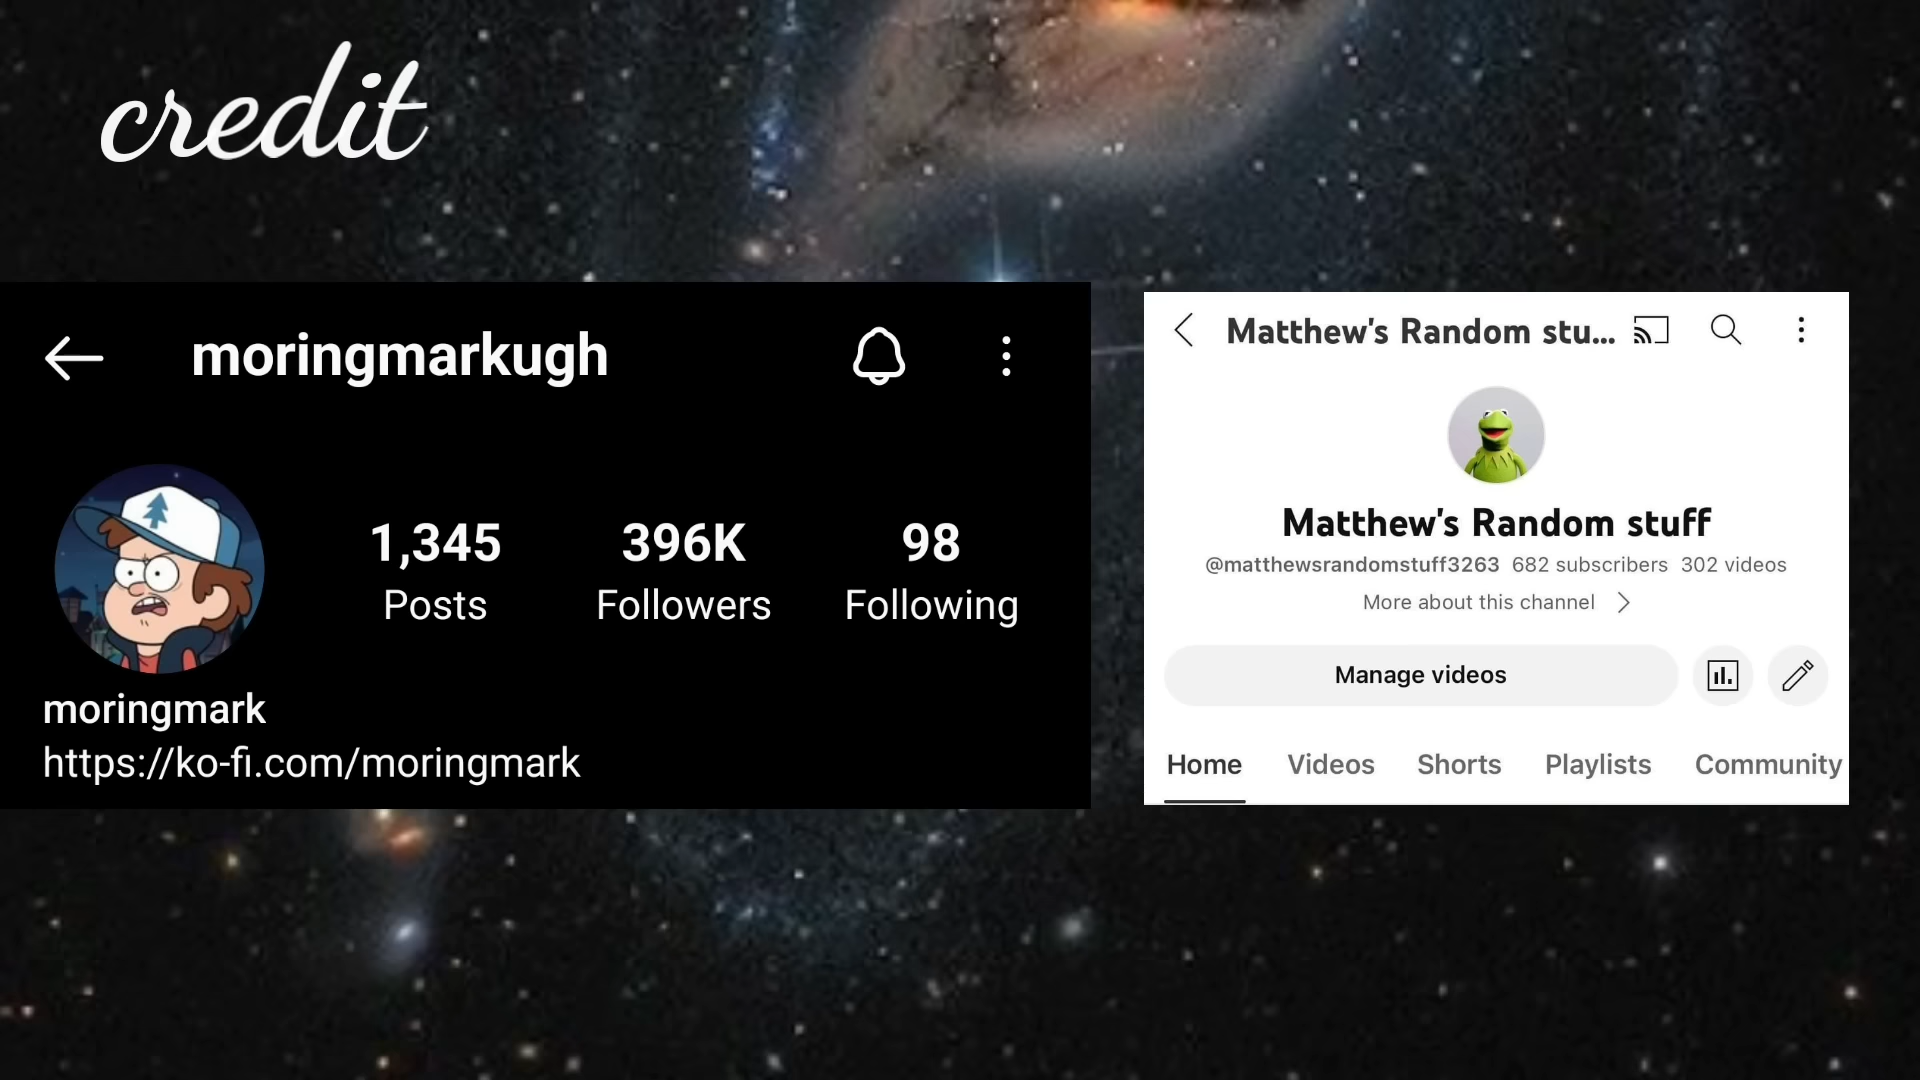 credit
moringmarkugh
1,345 396K 98
Posts Followers Following
moringmark
https://ko-fi.com/moringmark
Matthew's Random stu...
Matthew's Random stuff
@matthewsrandomstuff3263 682 subscribers 302 videos
More about this channel
Manage videos
Home Videos Shorts Playlists Community